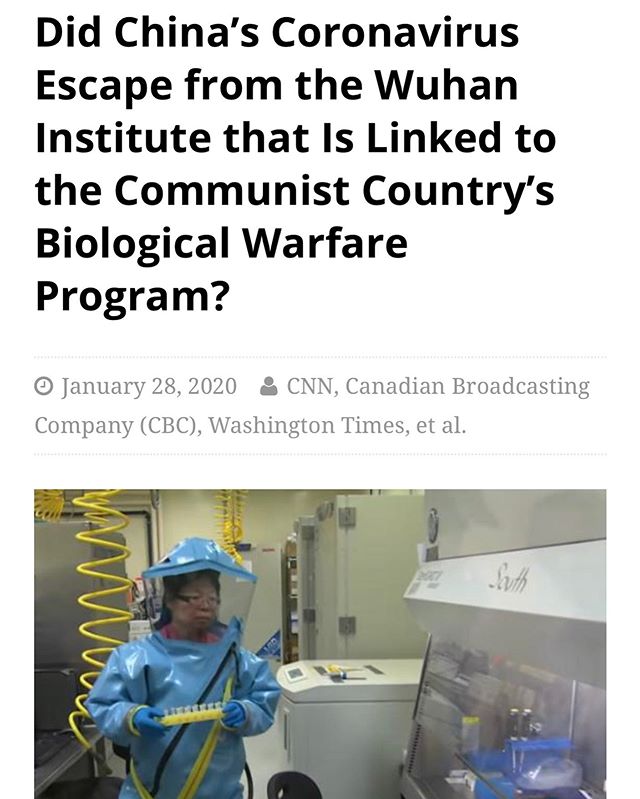 Did China’s Coronavirus
Escape from the Wuhan
Institute that Is Linked to
the Communist Country’s
Biological Warfare
Program?
January 28, 2020 CNN, Canadian Broadcasting
Company (CBC), Washington Times, et al.
South